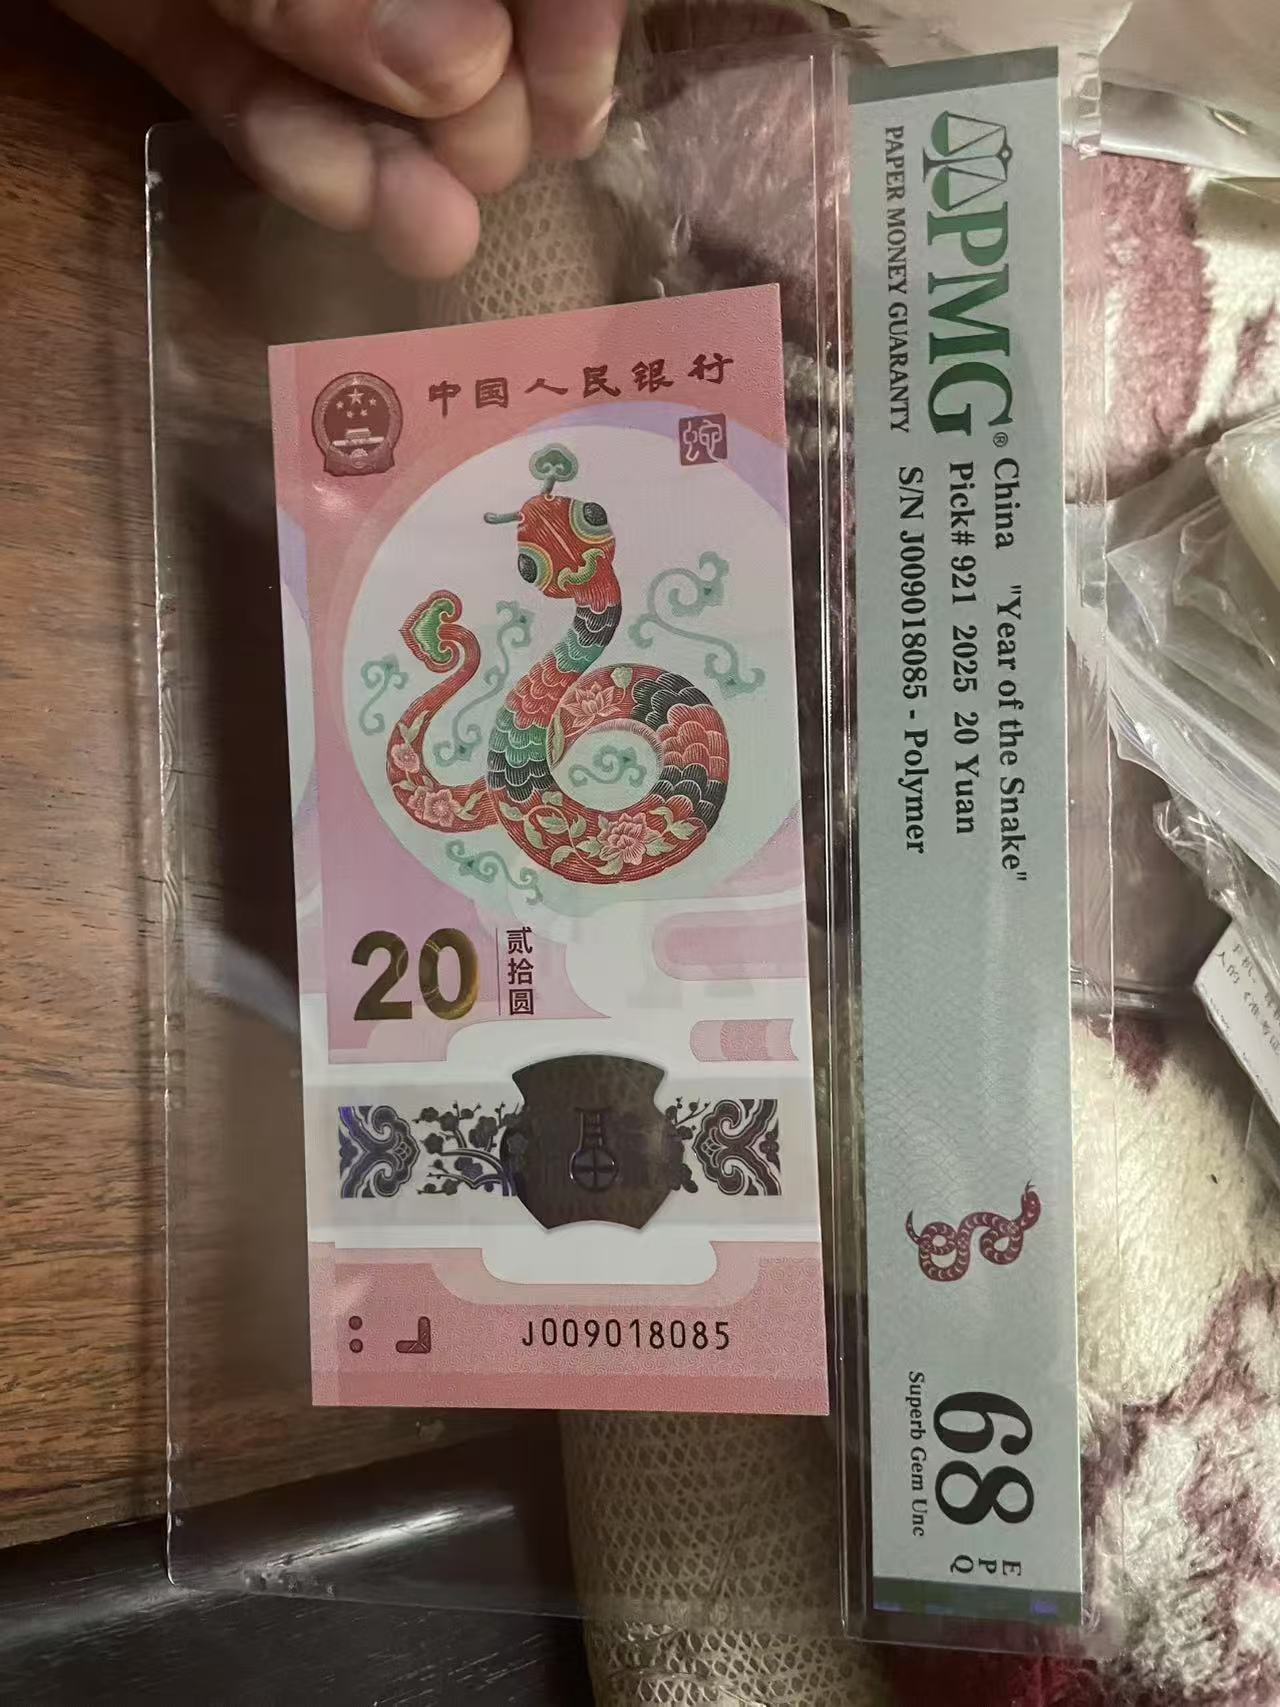 中国人民银行
蛇
20
贰拾圆
J009018085
PMG®
PAPER MONEY GUARANTY
China "Year of the Snake"
Pick# 921 2025 20 Yuan
S/N J009018085 - Polymer
68
EPQ
Superb Gem Unc